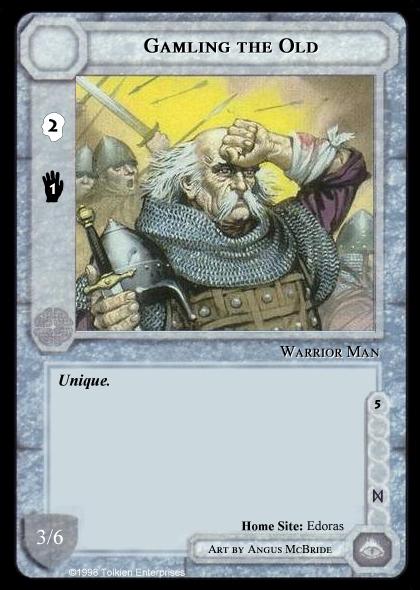 Gamling the Old
2
1
Warrior Man
Unique.
5
ᛞ
Home Site: Edoras
3/6
Art by Angus McBride
©1998 Tolkien Enterprises